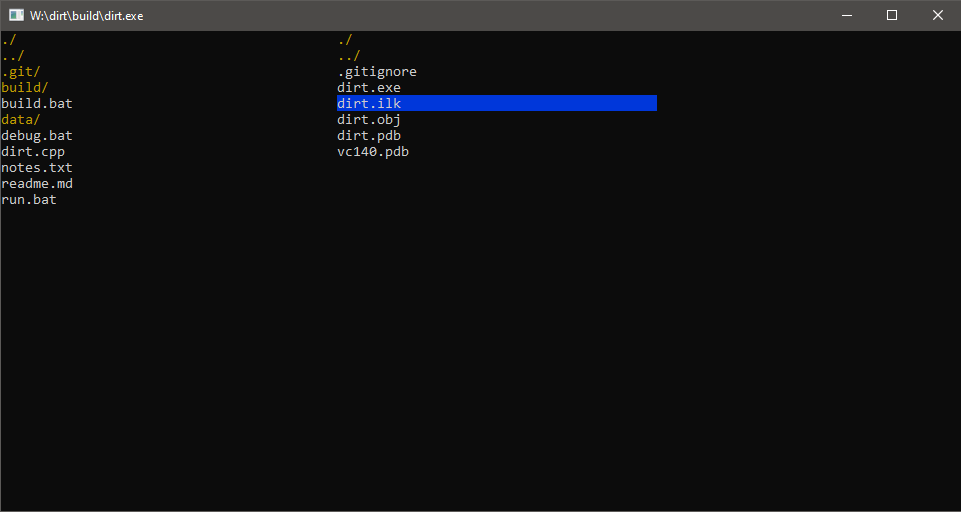 W:\dirt\build\dirt.exe
./
../
.git/
build/
build.bat
data/
debug.bat
dirt.cpp
notes.txt
readme.md
run.bat
./
../
.gitignore
dirt.exe
dirt.ilk
dirt.obj
dirt.pdb
vc140.pdb